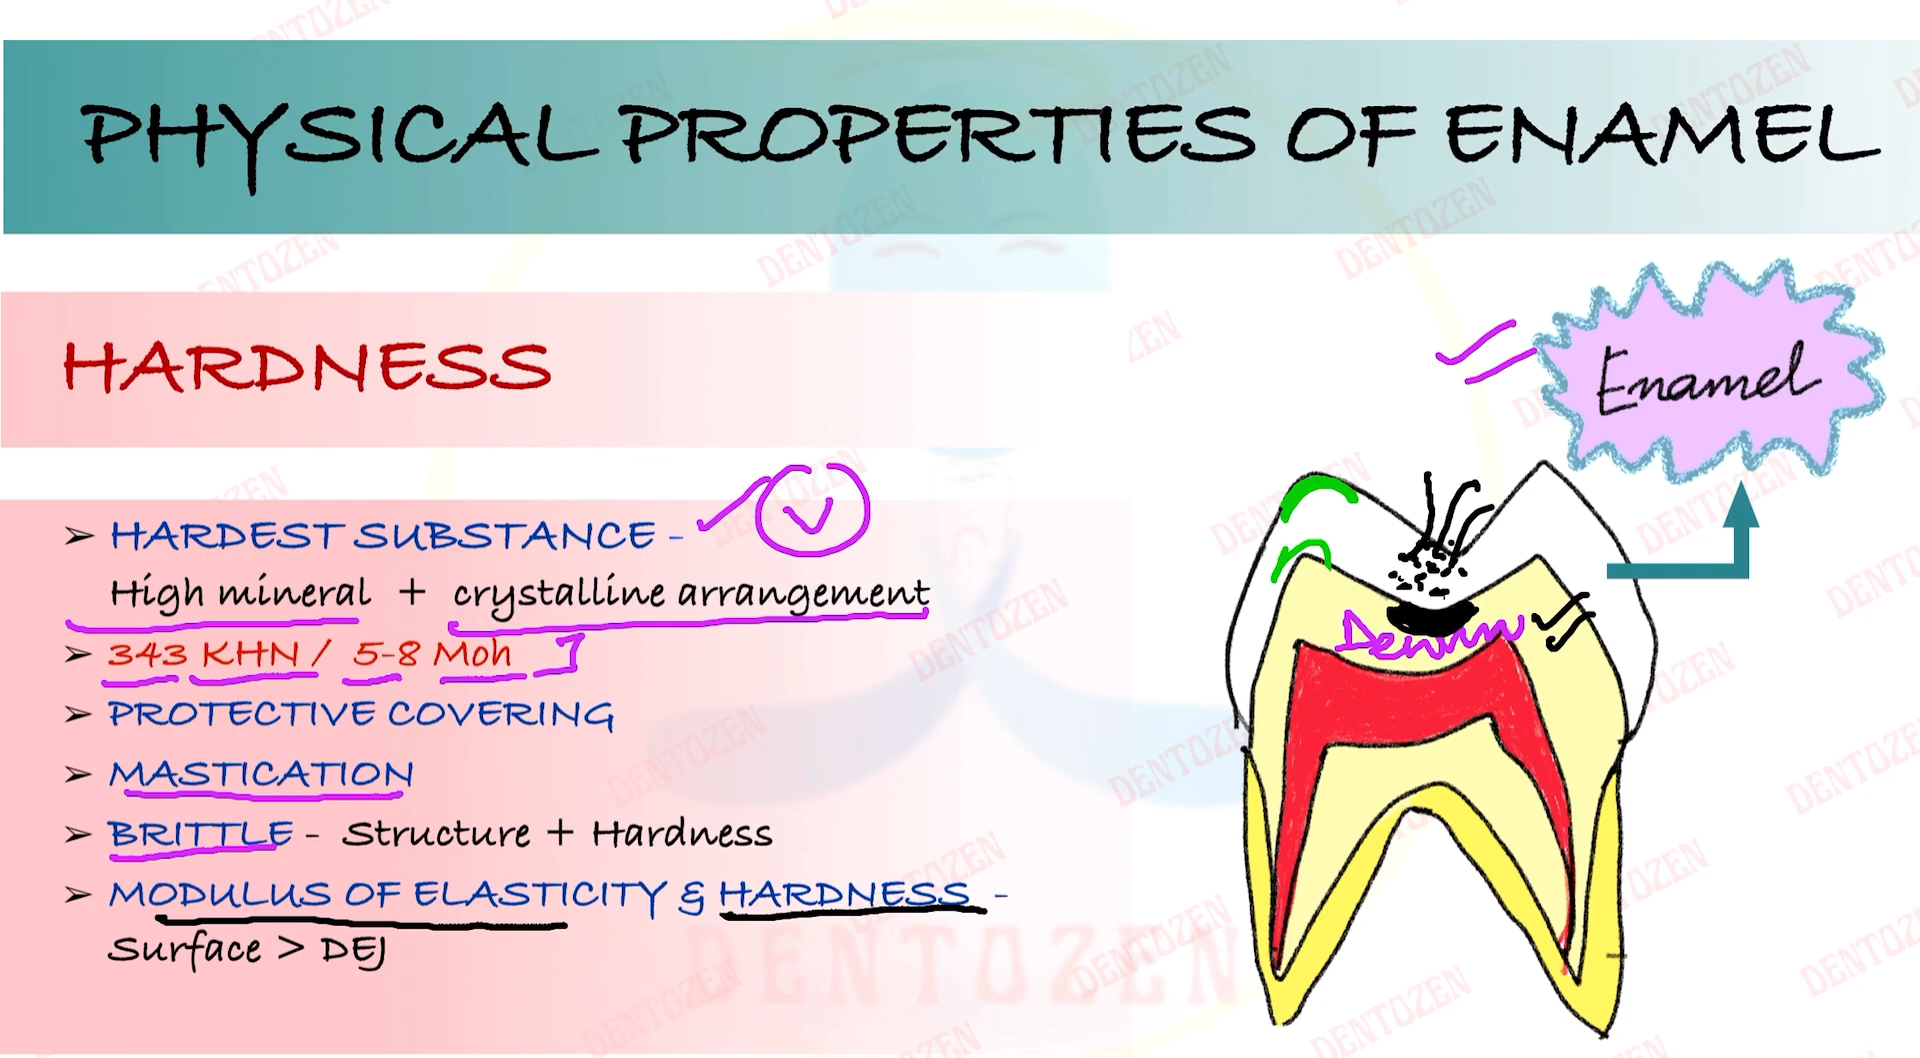 PHYSICAL PROPERTIES OF ENAMEL
HARDNESS
Enamel
➤ HARDEST SUBSTANCE -
High mineral + crystalline arrangement
➤ 343 KHN / 5-8 Moh
➤ PROTECTIVE COVERING
➤ MASTICATION
➤ BRITTLE - Structure + Hardness
➤ MODULUS OF ELASTICITY & HARDNESS -
Surface > DEJ
Dentin
DENTOZEN